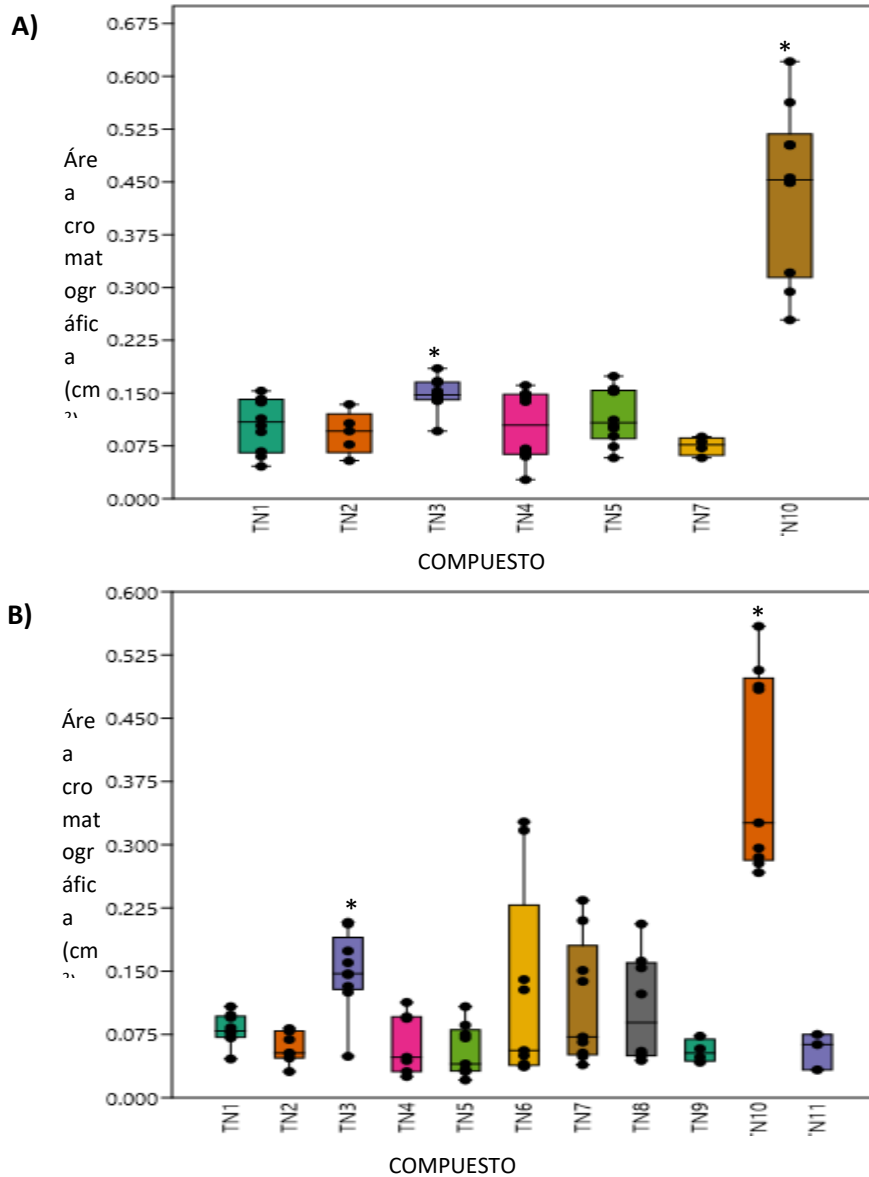 A)
0.675
0.600
0.525
0.450
0.375
0.300
0.225
0.150
0.075
0.000
Áre
a
cro
mat
ogr
áfic
a
(cm
²)
*
*
TN1
TN2
TN3
TN4
TN5
TN7
TN10
COMPUESTO
B)
0.600
0.525
0.450
0.375
0.300
0.225
0.150
0.075
0.000
Áre
a
cro
mat
ogr
áfic
a
(cm
²)
*
*
TN1
TN2
TN3
TN4
TN5
TN6
TN7
TN8
TN9
TN10
TN11
COMPUESTO